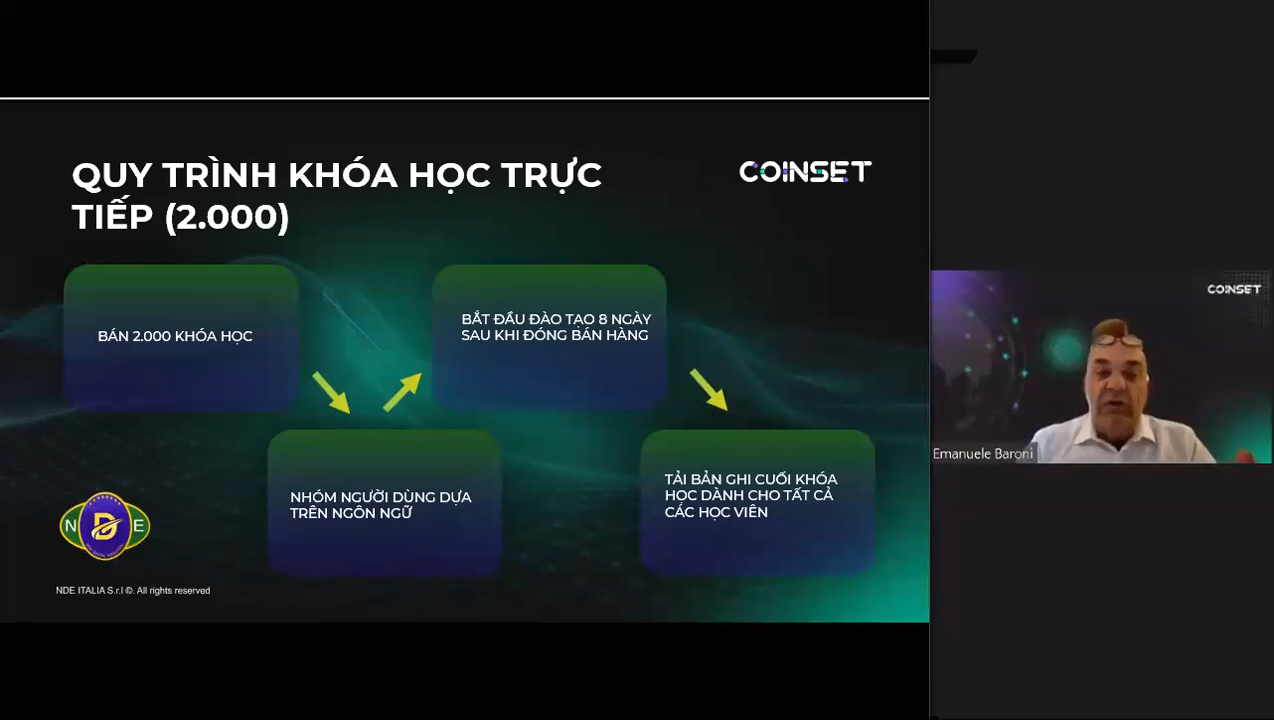 QUY TRÌNH KHÓA HỌC TRỰC
TIẾP (2.000)
COINSET
BÁN 2.000 KHÓA HỌC
BẮT ĐẦU ĐÀO TẠO 8 NGÀY
SAU KHI ĐÓNG BÁN HÀNG
NHÓM NGƯỜI DÙNG DỰA
TRÊN NGÔN NGỮ
TẢI BẢN GHI CUỐI KHÓA
HỌC DÀNH CHO TẤT CẢ
CÁC HỌC VIÊN
N D E
NDE ITALIA S.r.l ©. All rights reserved
COINSET
Emanuele Baroni